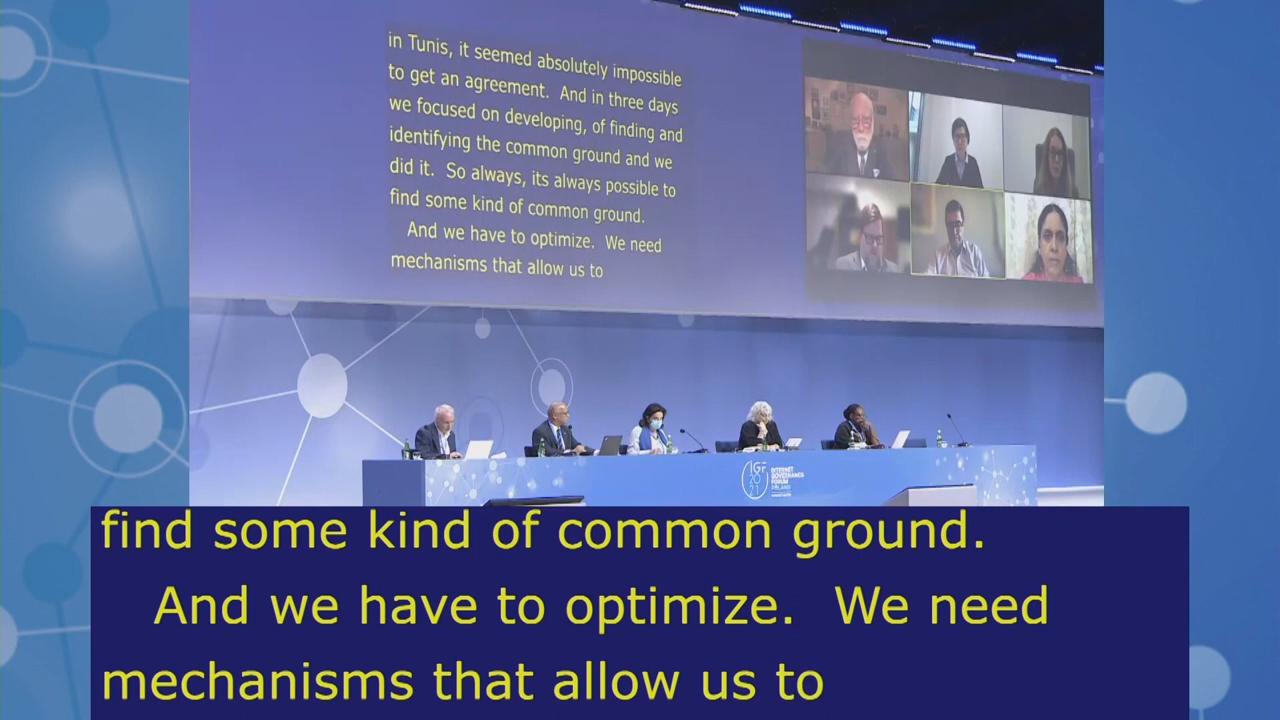 in Tunis, it seemed absolutely impossible
to get an agreement.  And in three days
we focused on developing, of finding and
identifying the common ground and we
did it.  So always, its always possible to
find some kind of common ground.
And we have to optimize.  We need
mechanisms that allow us to
IGF
20
21
INTERNET
GOVERNANCE
FORUM
POLAND
find some kind of common ground.
And we have to optimize.  We need
mechanisms that allow us to